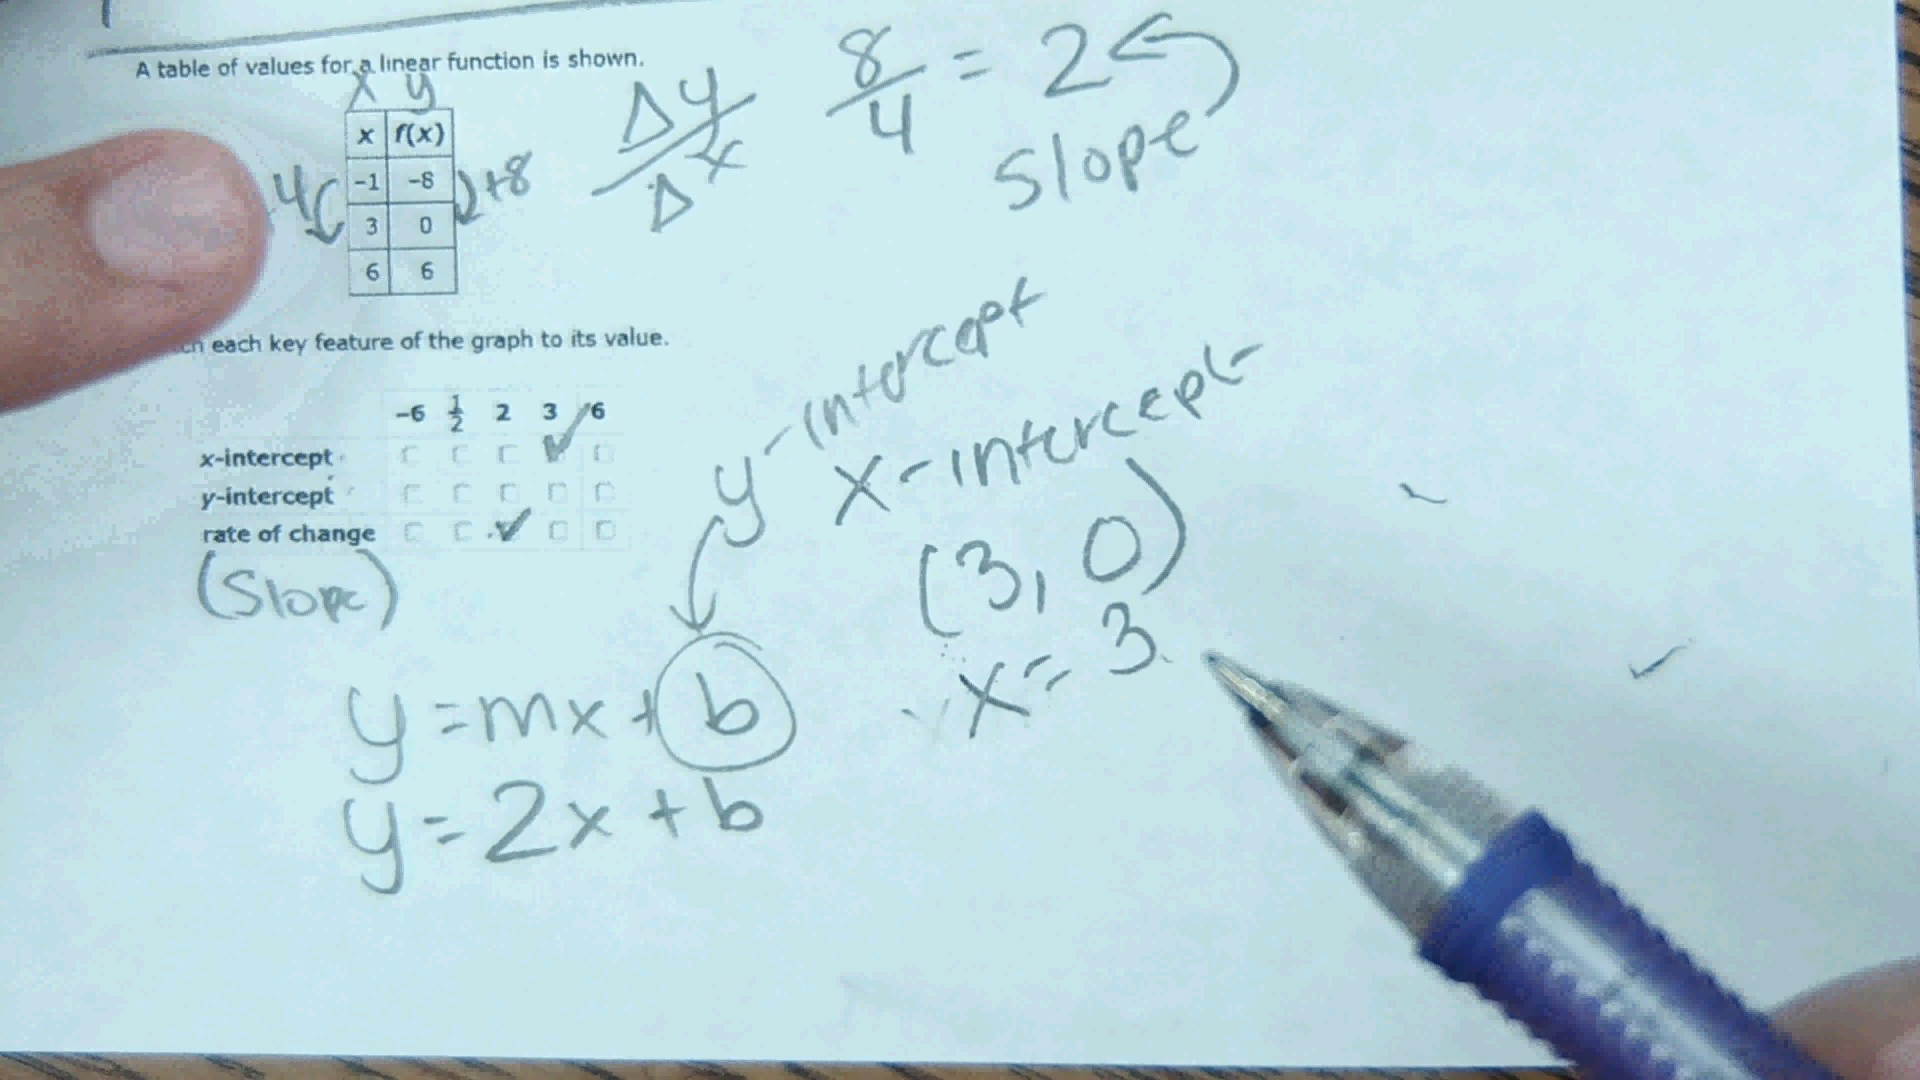 A table of values for a linear function is shown.
x y
x f(x)
-1 -8
3 0
6 6
4
+8
Δy
Δx
8
4
= 2
Slope
each key feature of the graph to its value.
-6 1/2 2 3 6
x-intercept
y-intercept
rate of change
(Slope)
y-intercept
x-intercept
(3, 0)
x = 3
y = mx + b
y = 2x + b